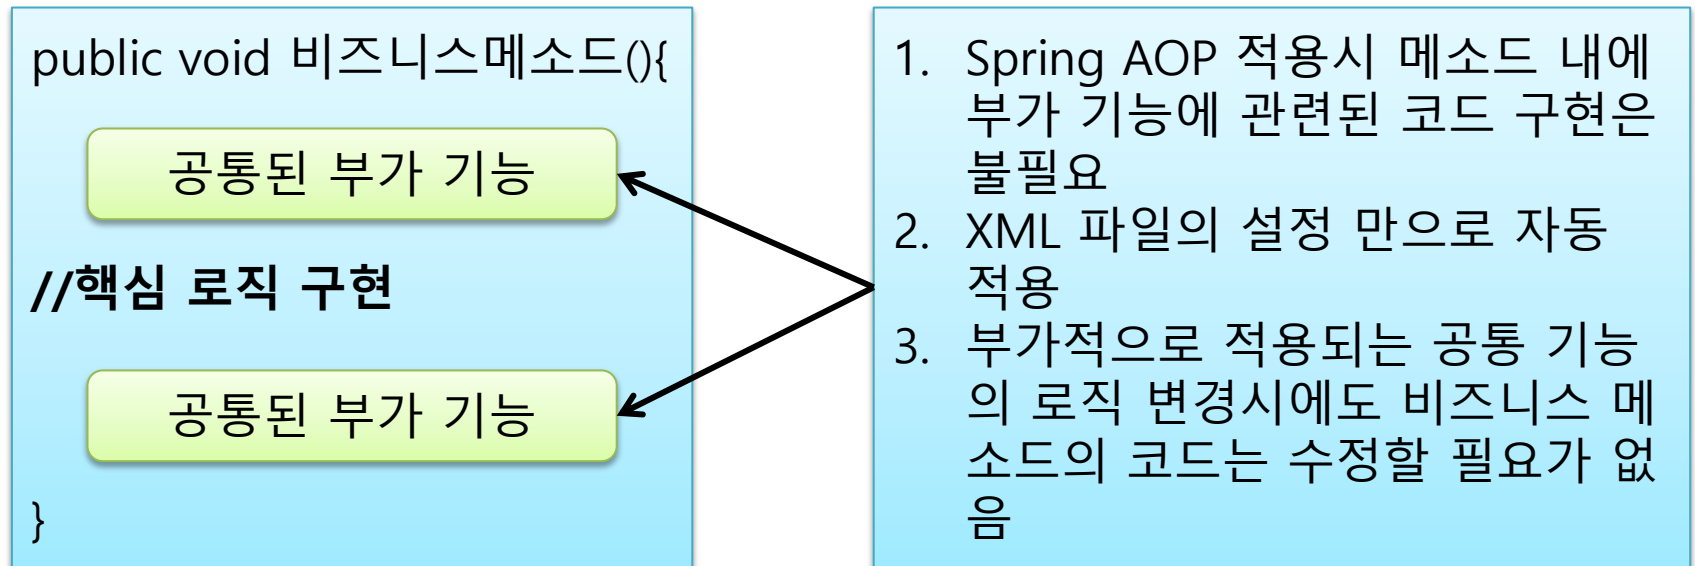 public void 비즈니스메소드(){
공통된 부가 기능
//핵심 로직 구현
공통된 부가 기능
}
1. Spring AOP 적용시 메소드 내에
부가 기능에 관련된 코드 구현은
불필요
2. XML 파일의 설정 만으로 자동
적용
3. 부가적으로 적용되는 공통 기능
의 로직 변경시에도 비즈니스 메
소드의 코드는 수정할 필요가 없
음